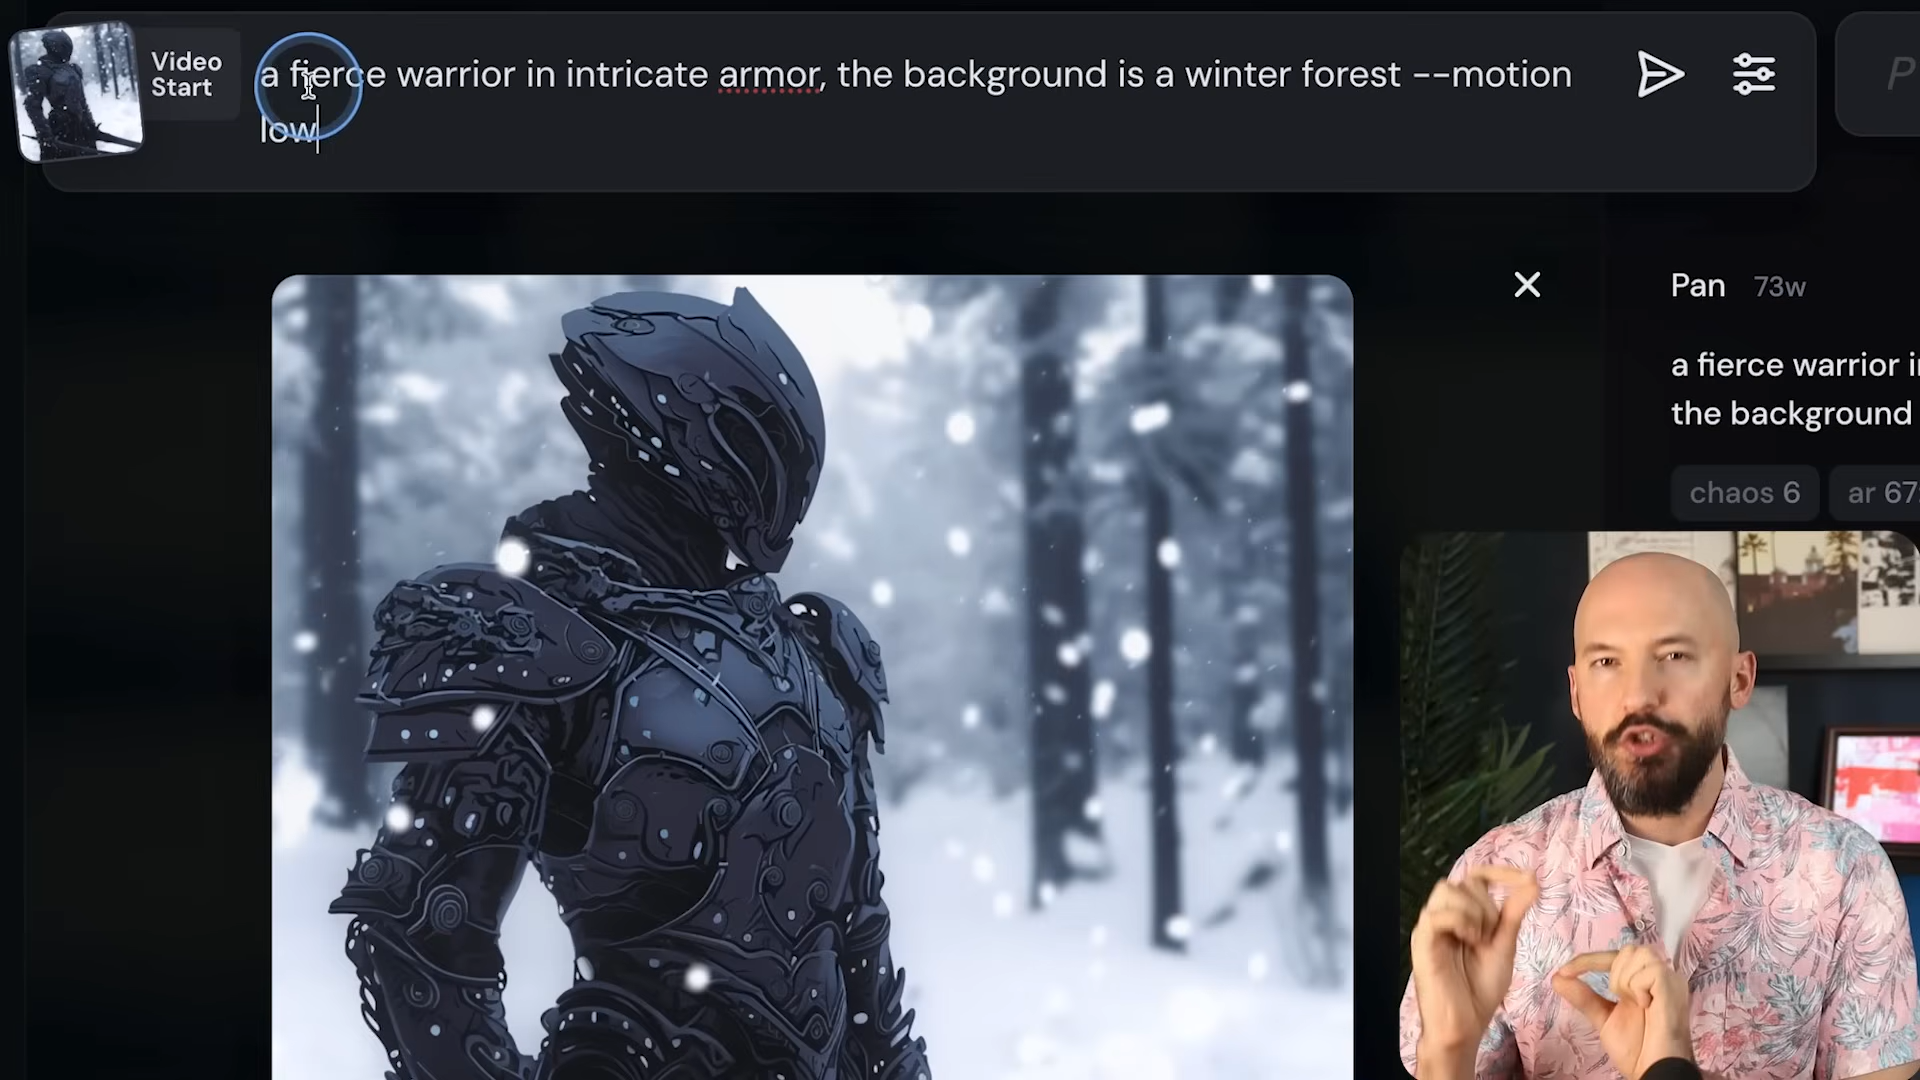 Video
Start
a fierce warrior in intricate armor, the background is a winter forest --motion
low
P
Pan 73w
a fierce warrior
the background
chaos 6
ar 67